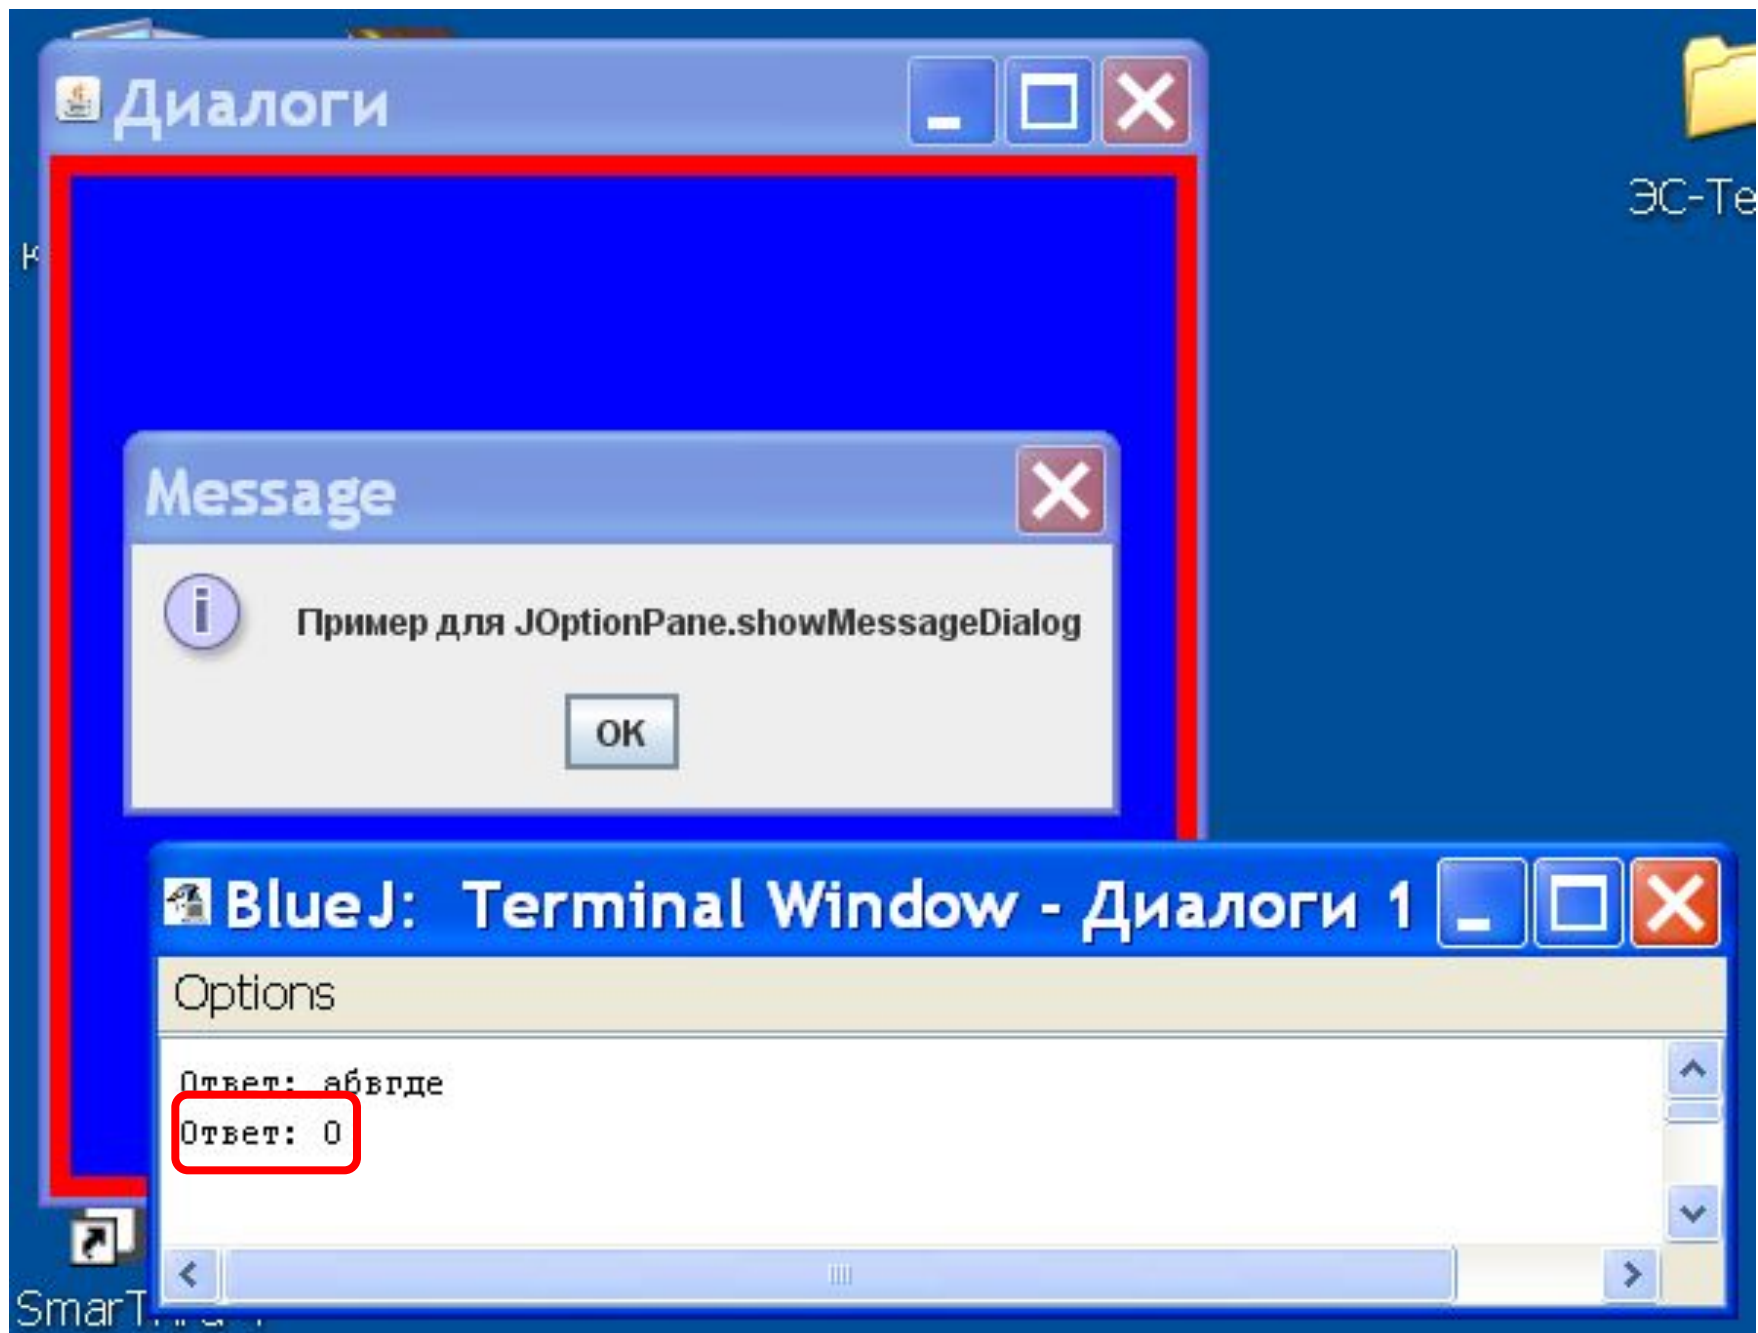 Диалоги
ЭС-Те
Message
Пример для JOptionPane.showMessageDialog
OK
BlueJ: Terminal Window - Диалоги 1
Options
Ответ: абвгде
Ответ: 0